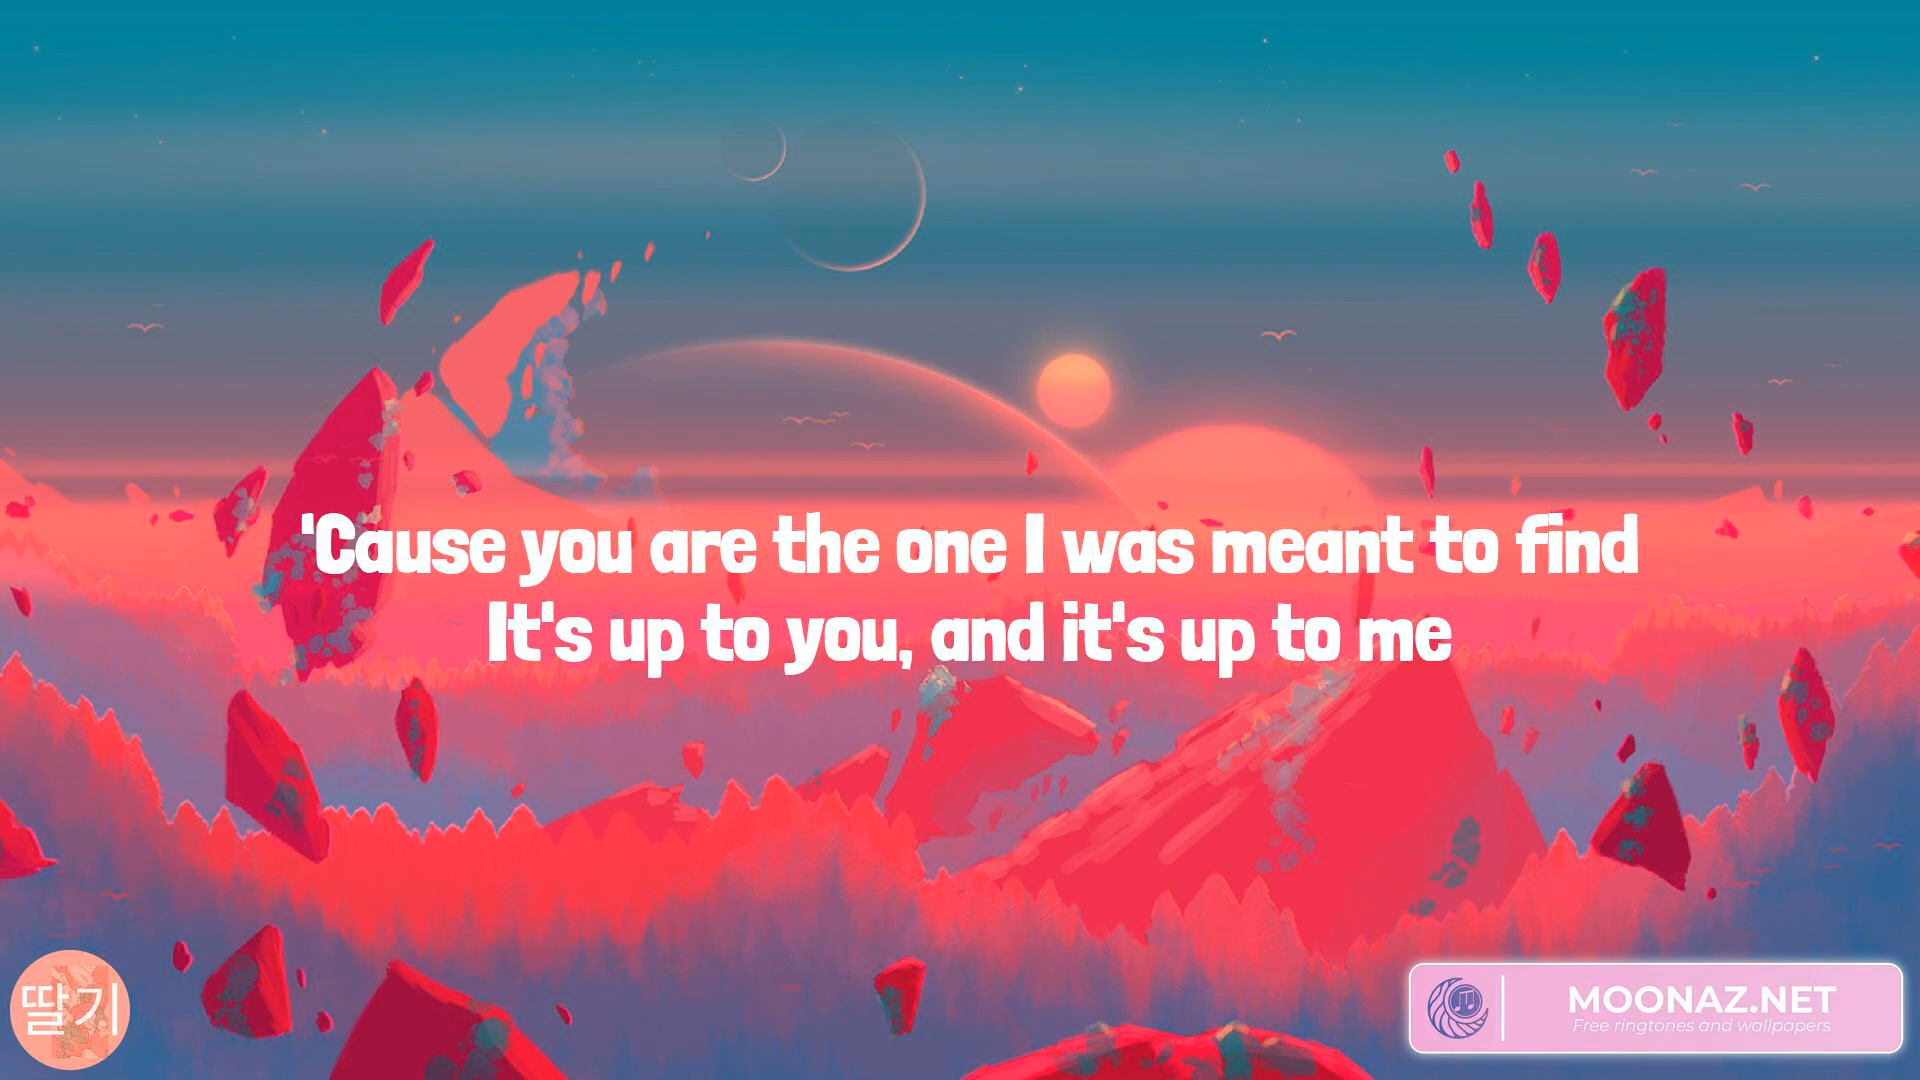 'Cause you are the one I was meant to find
It's up to you, and it's up to me
딸기
MOONAZ.NET
Free ringtones and wallpapers